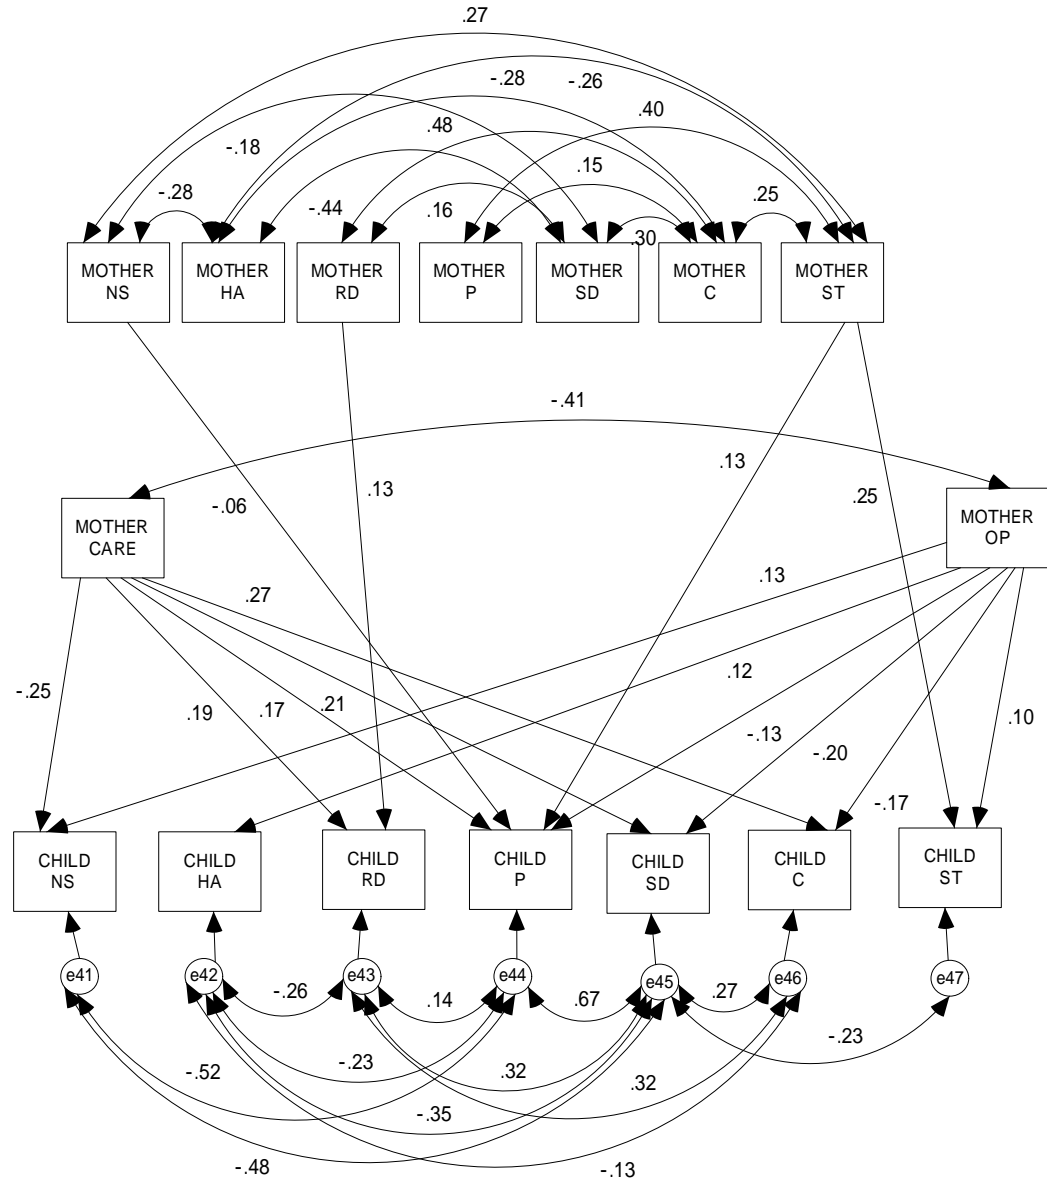 .27
-.28
-.26
.40
.48
-.18
.15
-.28
.25
-.44
.16
.30
MOTHER
NS
MOTHER
HA
MOTHER
RD
MOTHER
P
MOTHER
SD
MOTHER
C
MOTHER
ST
-.41
.13
.13
-.06
.25
MOTHER
CARE
MOTHER
OP
.13
.27
.12
-.25
.21
.19
.17
.10
-.13
-.20
-.17
CHILD
NS
CHILD
HA
CHILD
RD
CHILD
P
CHILD
SD
CHILD
C
CHILD
ST
e41
e42
e43
e44
e45
e46
e47
-.26
.14
.67
.27
-.23
-.23
-.52
.32
.32
-.35
-.48
-.13